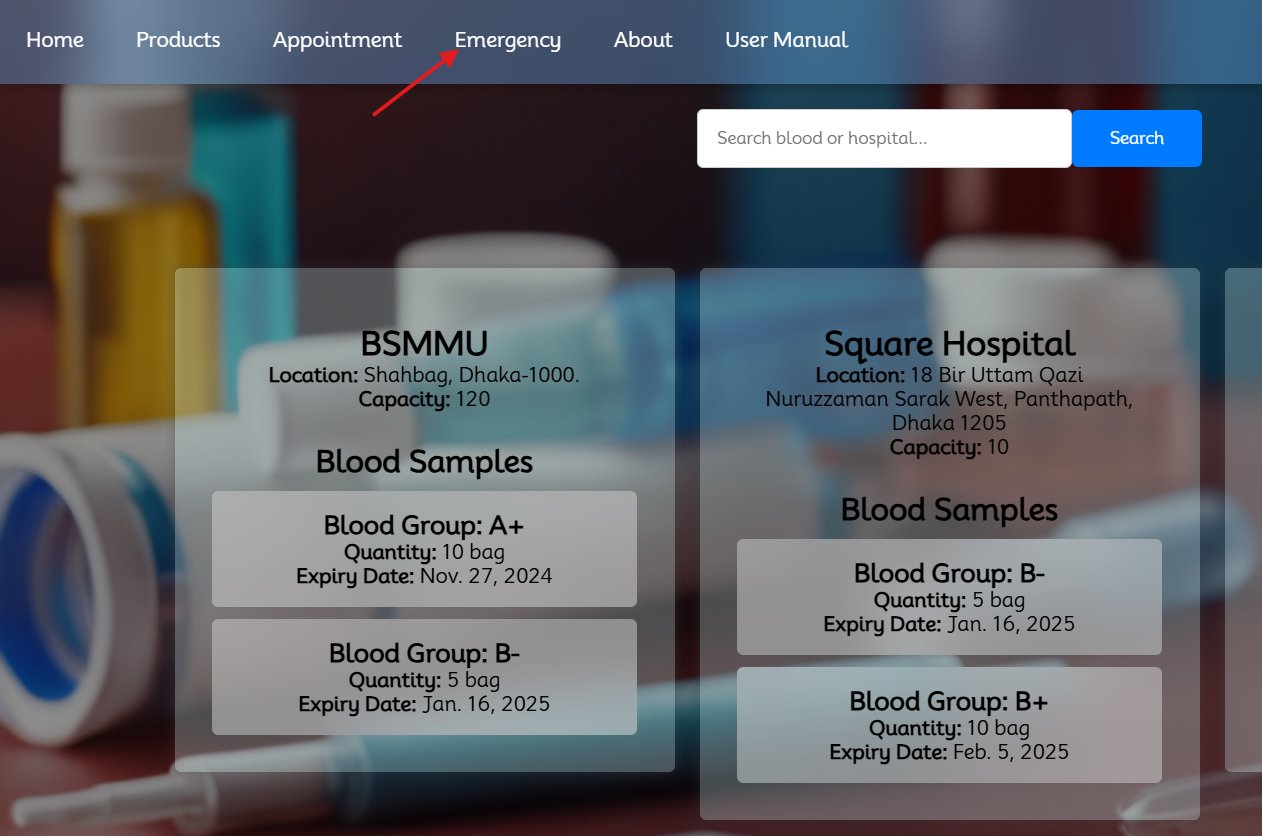 Home Products Appointment Emergency About User Manual
Search blood or hospital... Search
BSMMU
Location: Shahbag, Dhaka-1000.
Capacity: 120
Blood Samples
Blood Group: A+
Quantity: 10 bag
Expiry Date: Nov. 27, 2024
Blood Group: B-
Quantity: 5 bag
Expiry Date: Jan. 16, 2025
Square Hospital
Location: 18 Bir Uttam Qazi
Nuruzzaman Sarak West, Panthapath,
Dhaka 1205
Capacity: 10
Blood Samples
Blood Group: B-
Quantity: 5 bag
Expiry Date: Jan. 16, 2025
Blood Group: B+
Quantity: 10 bag
Expiry Date: Feb. 5, 2025